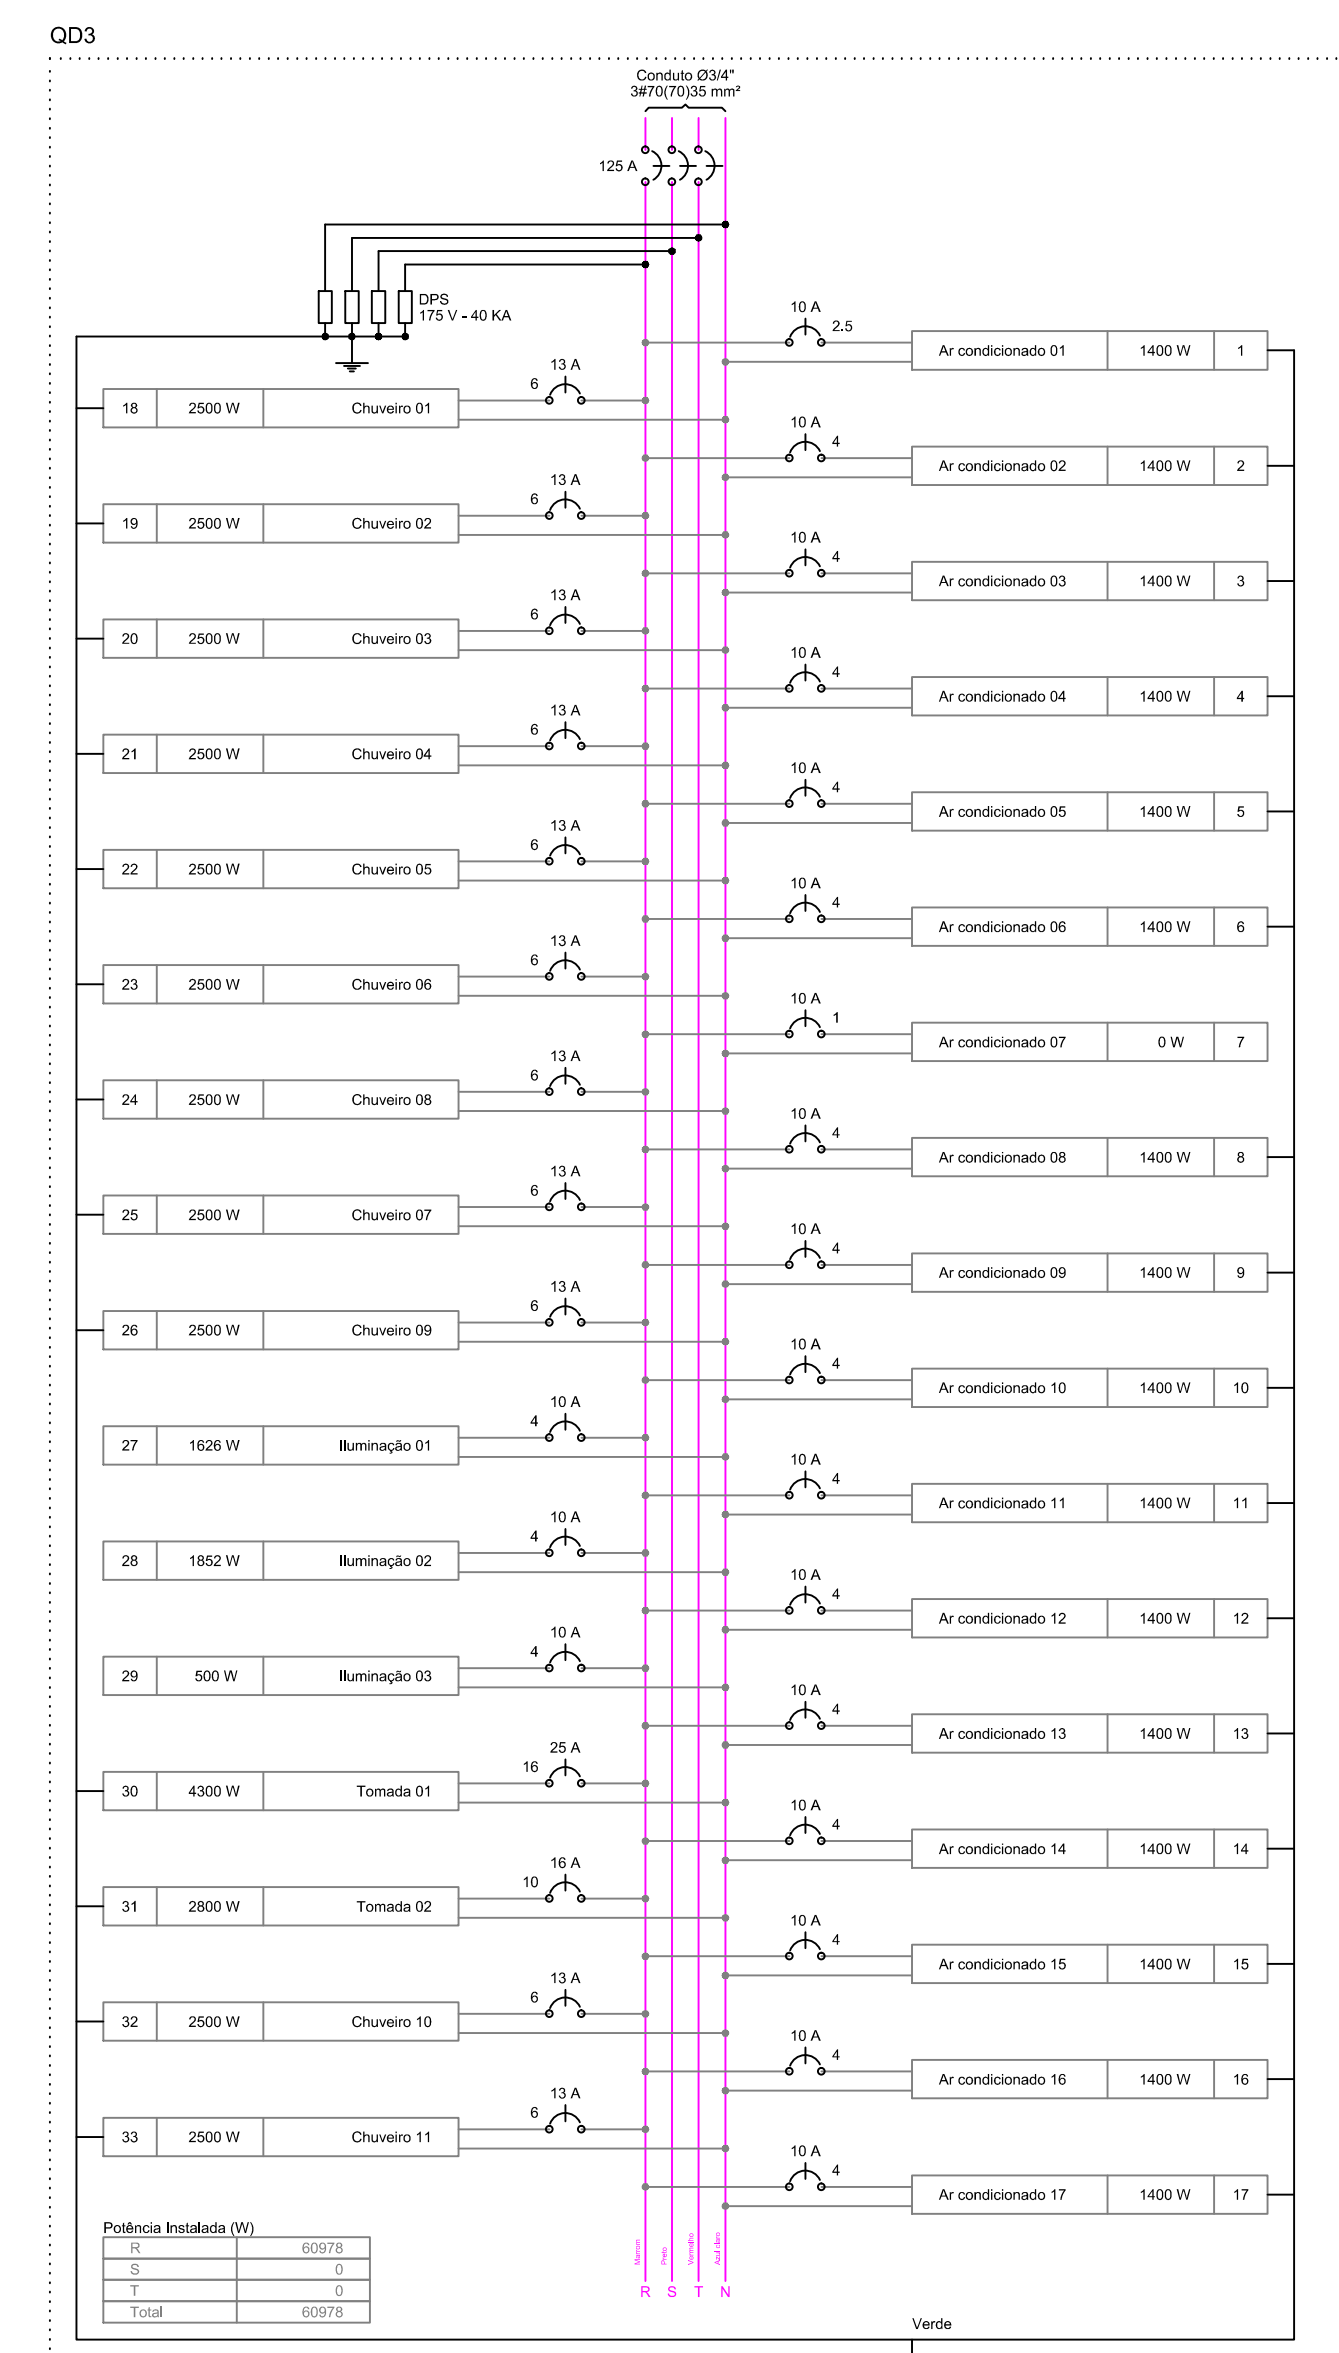 QD3
Conduto Ø3/4"
3#70(70)35 mm²
125 A
DPS
175 V - 40 KA
10 A
2.5
Ar condicionado 01 1400 W 1
13 A
6
18 2500 W Chuveiro 01
10 A
4
Ar condicionado 02 1400 W 2
13 A
6
19 2500 W Chuveiro 02
10 A
4
Ar condicionado 03 1400 W 3
13 A
6
20 2500 W Chuveiro 03
10 A
4
Ar condicionado 04 1400 W 4
13 A
6
21 2500 W Chuveiro 04
10 A
4
Ar condicionado 05 1400 W 5
13 A
6
22 2500 W Chuveiro 05
10 A
4
Ar condicionado 06 1400 W 6
13 A
6
23 2500 W Chuveiro 06
10 A
1
Ar condicionado 07 0 W 7
13 A
6
24 2500 W Chuveiro 08
10 A
4
Ar condicionado 08 1400 W 8
13 A
6
25 2500 W Chuveiro 07
10 A
4
Ar condicionado 09 1400 W 9
13 A
6
26 2500 W Chuveiro 09
10 A
4
Ar condicionado 10 1400 W 10
10 A
4
27 1626 W Iluminação 01
10 A
4
Ar condicionado 11 1400 W 11
10 A
4
28 1852 W Iluminação 02
10 A
4
Ar condicionado 12 1400 W 12
10 A
4
29 500 W Iluminação 03
10 A
4
Ar condicionado 13 1400 W 13
25 A
16
30 4300 W Tomada 01
10 A
4
Ar condicionado 14 1400 W 14
16 A
10
31 2800 W Tomada 02
10 A
4
Ar condicionado 15 1400 W 15
13 A
6
32 2500 W Chuveiro 10
10 A
4
Ar condicionado 16 1400 W 16
13 A
6
33 2500 W Chuveiro 11
10 A
4
Ar condicionado 17 1400 W 17
Potência Instalada (W)
R 60978
S 0
T 0
Total 60978
Marrom
Preto
Vermelho
Azul claro
R S T N
Verde